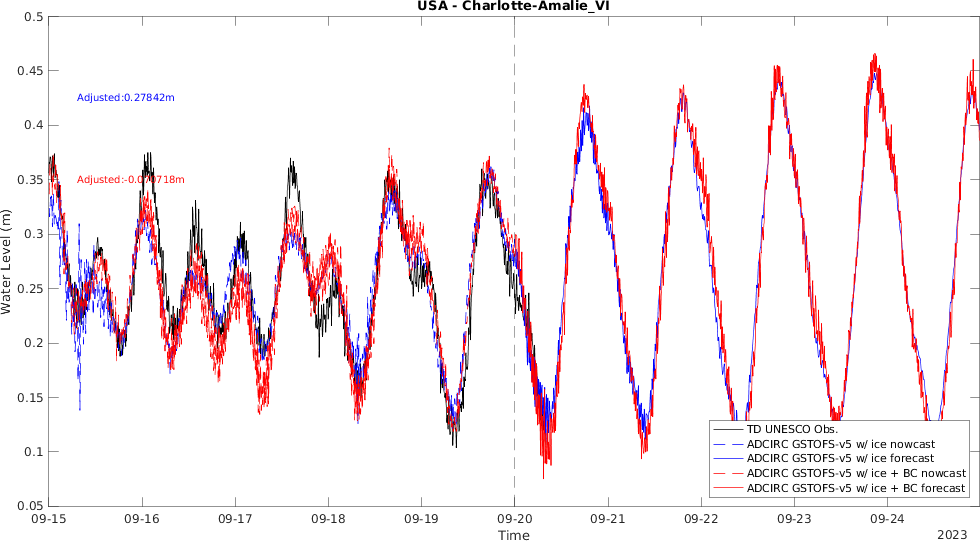 USA - Charlotte-Amalie_VI
0.5
0.45
0.4
0.35
0.3
0.25
0.2
0.15
0.1
0.05
Water Level (m)
Adjusted:0.27842m
TD UNESCO Obs.
ADCIRC GSTOFS-v5 w/ ice nowcast
ADCIRC GSTOFS-v5 w/ ice forecast
ADCIRC GSTOFS-v5 w/ ice + BC nowcast
ADCIRC GSTOFS-v5 w/ ice + BC forecast
09-15 09-16 09-17 09-18 09-19 09-20 09-21 09-22 09-23 09-24
Time
2023